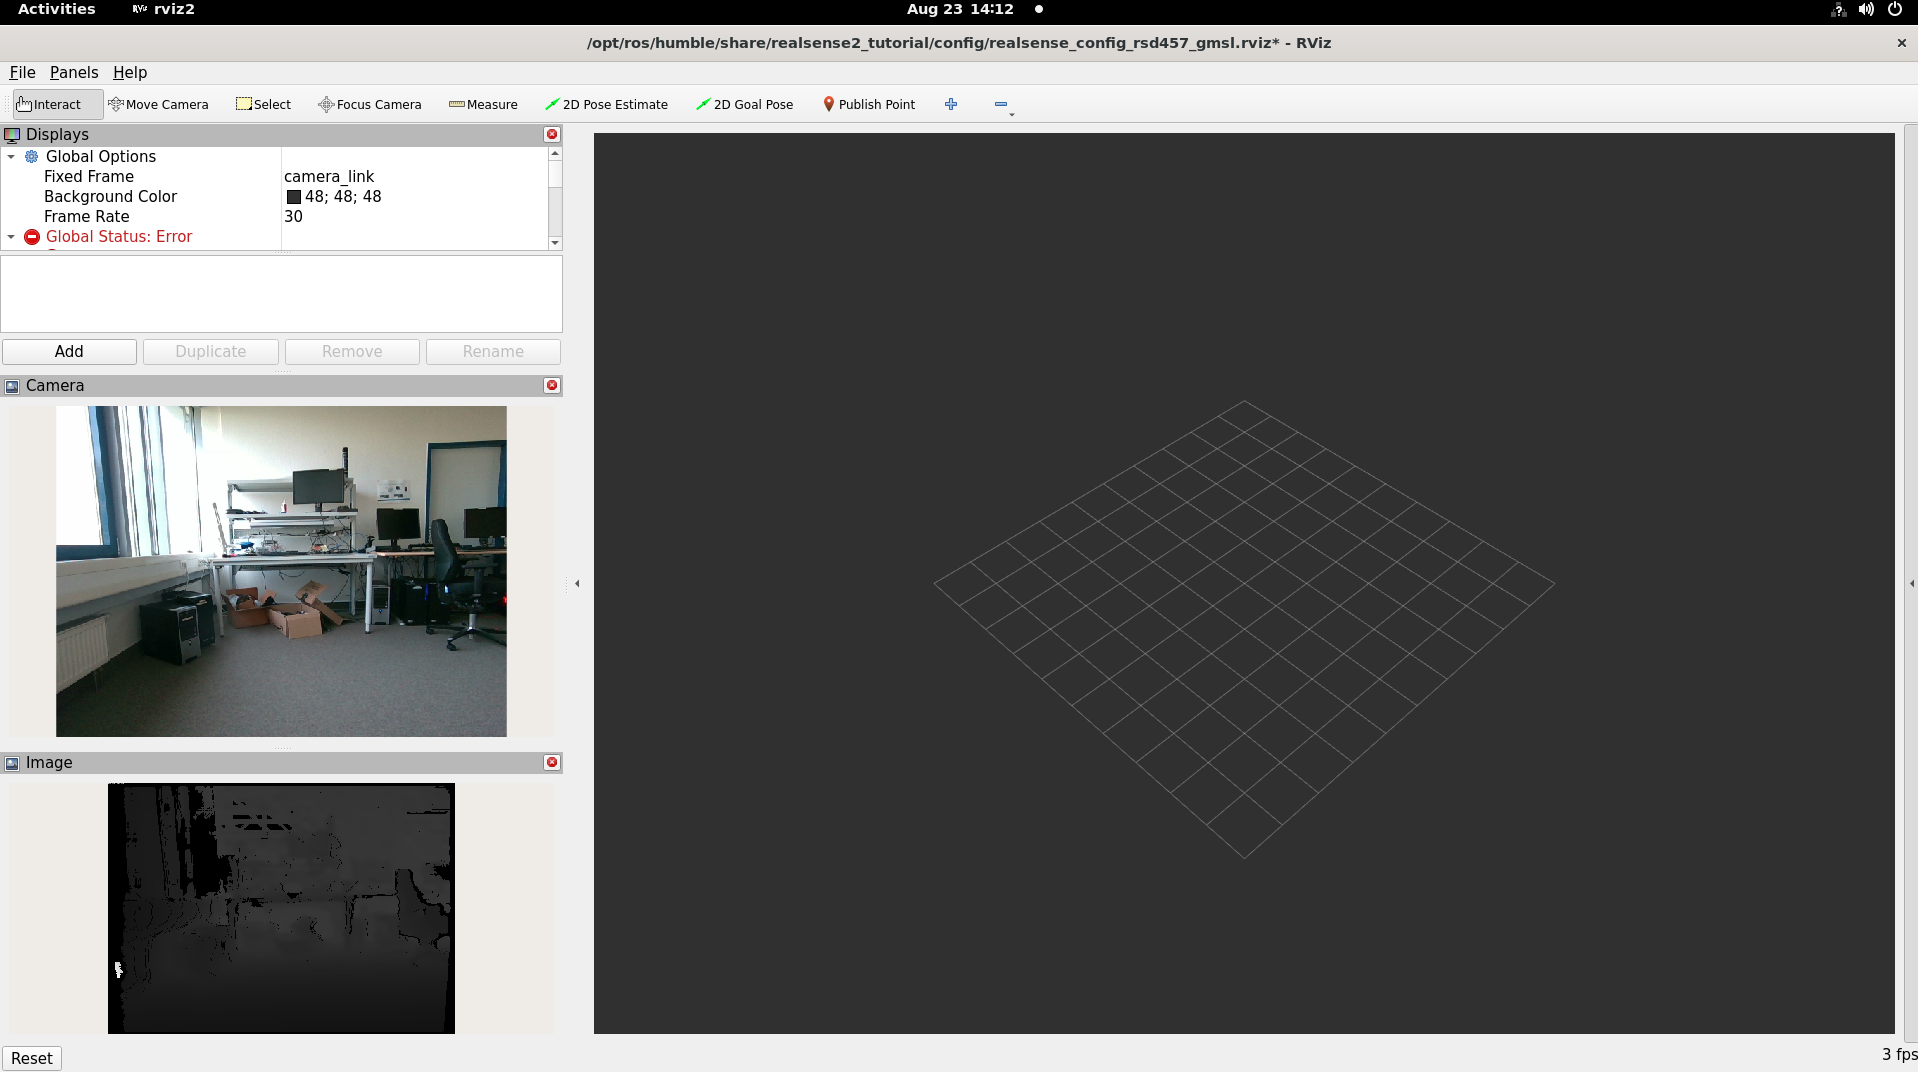 Activities rviz2 Aug 23 14:12
/opt/ros/humble/share/realsense2_tutorial/config/realsense_config_rsd457_gmsl.rviz* - RViz
File Panels Help
Interact Move Camera Select Focus Camera Measure 2D Pose Estimate 2D Goal Pose Publish Point
Displays
Global Options
Fixed Frame camera_link
Background Color 48; 48; 48
Frame Rate 30
Global Status: Error
Add Duplicate Remove Rename
Camera
Image
Reset 3 fps